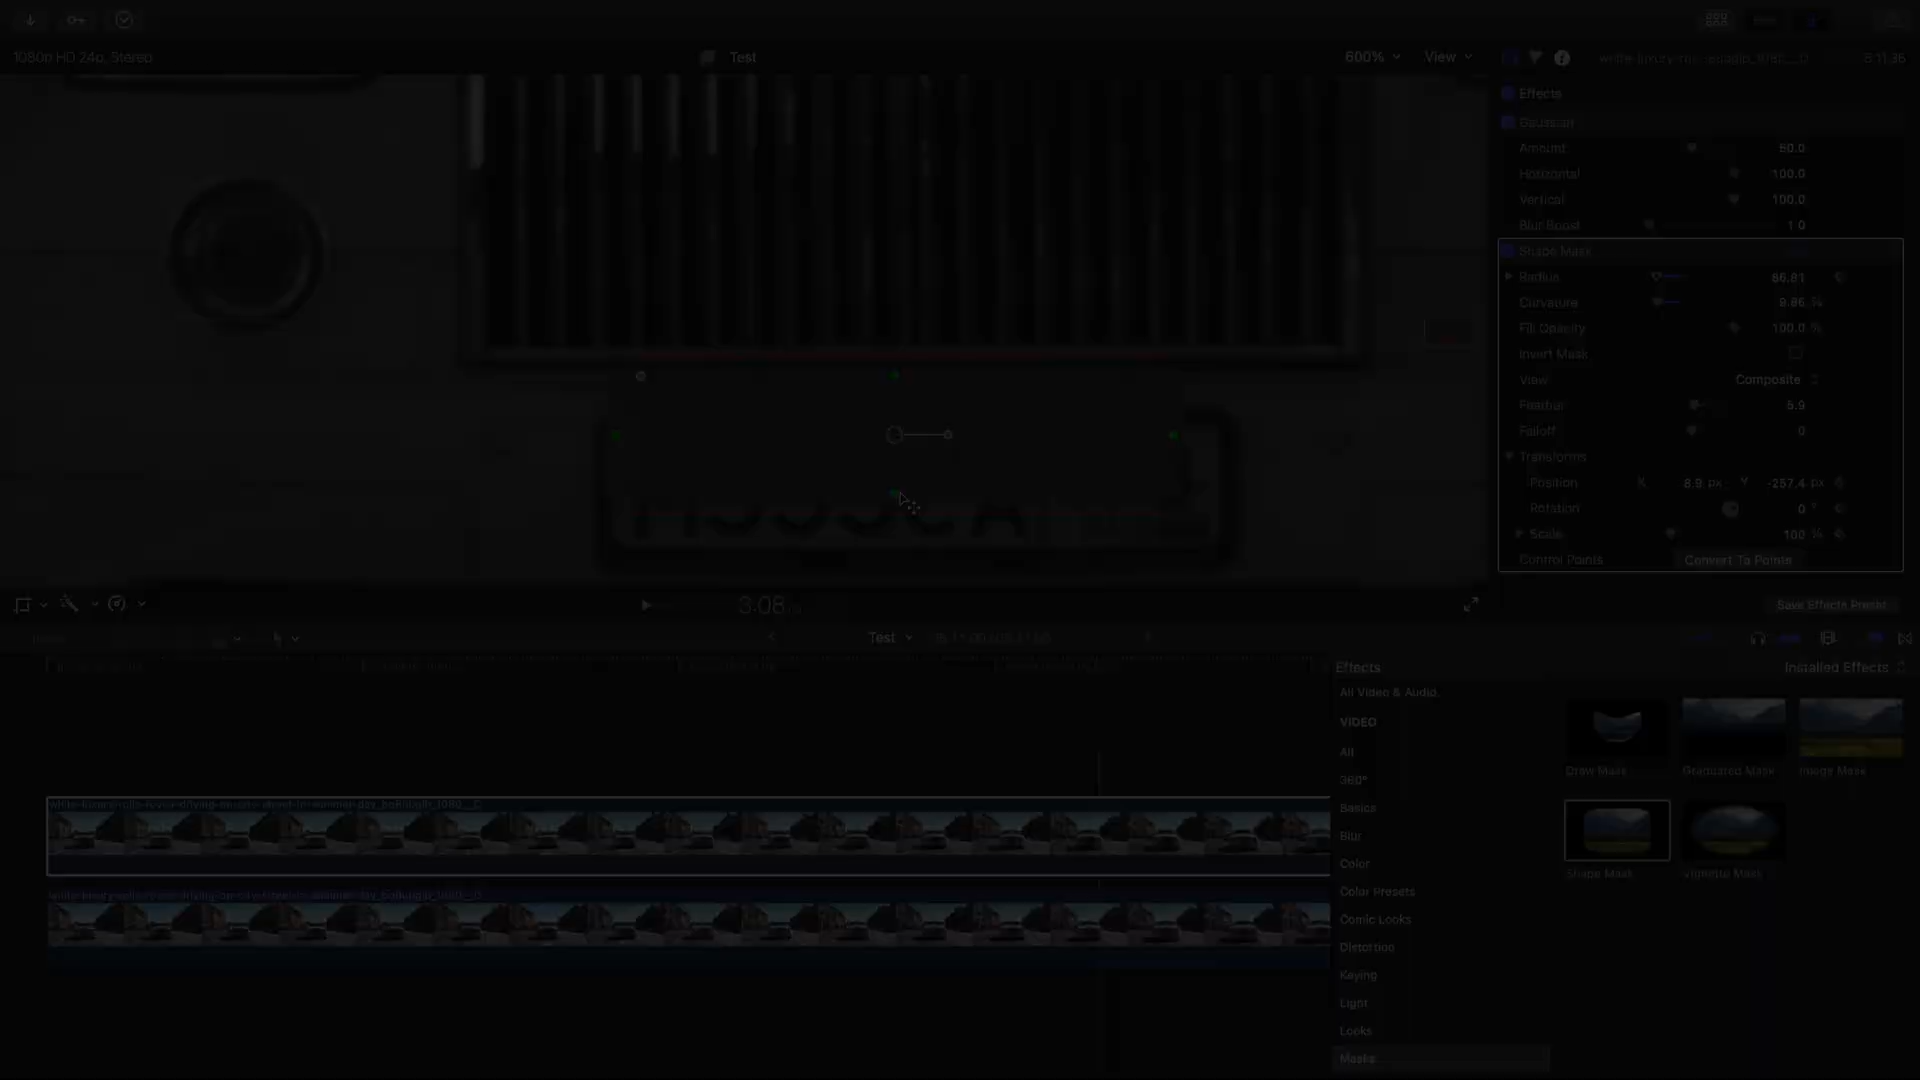 1080p HD 24p, Stereo
Test
600%
View
Effects
Gaussian
Amount 50.0
Horizontal 100.0
Vertical 100.0
Blur Boost 1.0
Shape Mask
Radius 66.81
Curvature 9.86 %
Fill Opacity 100.0 %
Invert Mask
View Composite
Feather 5.9
Falloff 0
Transforms
Position X 8.9 px Y -257.4 px
Rotation 0 °
Scale 100 %
Control Points Convert To Points
3:08
Save Effects Preset
Test
Effects
Installed Effects
All Video & Audio
VIDEO
All
360°
Basics
Blur
Color
Color Presets
Comic Looks
Distortion
Keying
Light
Looks
Masks
Draw Mask
Graduated Mask
Image Mask
Shape Mask
Vignette Mask